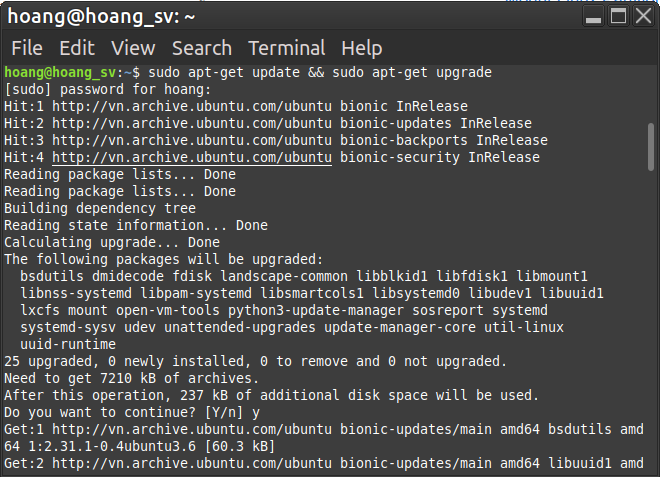 hoang@hoang_sv: ~
File Edit View Search Terminal Help
hoang@hoang_sv:~$ sudo apt-get update && sudo apt-get upgrade
[sudo] password for hoang:
Hit:1 http://vn.archive.ubuntu.com/ubuntu bionic InRelease
Hit:2 http://vn.archive.ubuntu.com/ubuntu bionic-updates InRelease
Hit:3 http://vn.archive.ubuntu.com/ubuntu bionic-backports InRelease
Hit:4 http://vn.archive.ubuntu.com/ubuntu bionic-security InRelease
Reading package lists... Done
Reading package lists... Done
Building dependency tree
Reading state information... Done
Calculating upgrade... Done
The following packages will be upgraded:
  bsdutils dmidecode fdisk landscape-common libblkid1 libfdisk1 libmount1
  libnss-systemd libpam-systemd libsmartcols1 libsystemd0 libudev1 libuuid1
  lxcfs mount open-vm-tools python3-update-manager sosreport systemd
  systemd-sysv udev unattended-upgrades update-manager-core util-linux
  uuid-runtime
25 upgraded, 0 newly installed, 0 to remove and 0 not upgraded.
Need to get 7210 kB of archives.
After this operation, 237 kB of additional disk space will be used.
Do you want to continue? [Y/n] y
Get:1 http://vn.archive.ubuntu.com/ubuntu bionic-updates/main amd64 bsdutils amd
64 1:2.31.1-0.4ubuntu3.6 [60.3 kB]
Get:2 http://vn.archive.ubuntu.com/ubuntu bionic-updates/main amd64 libuuid1 amd